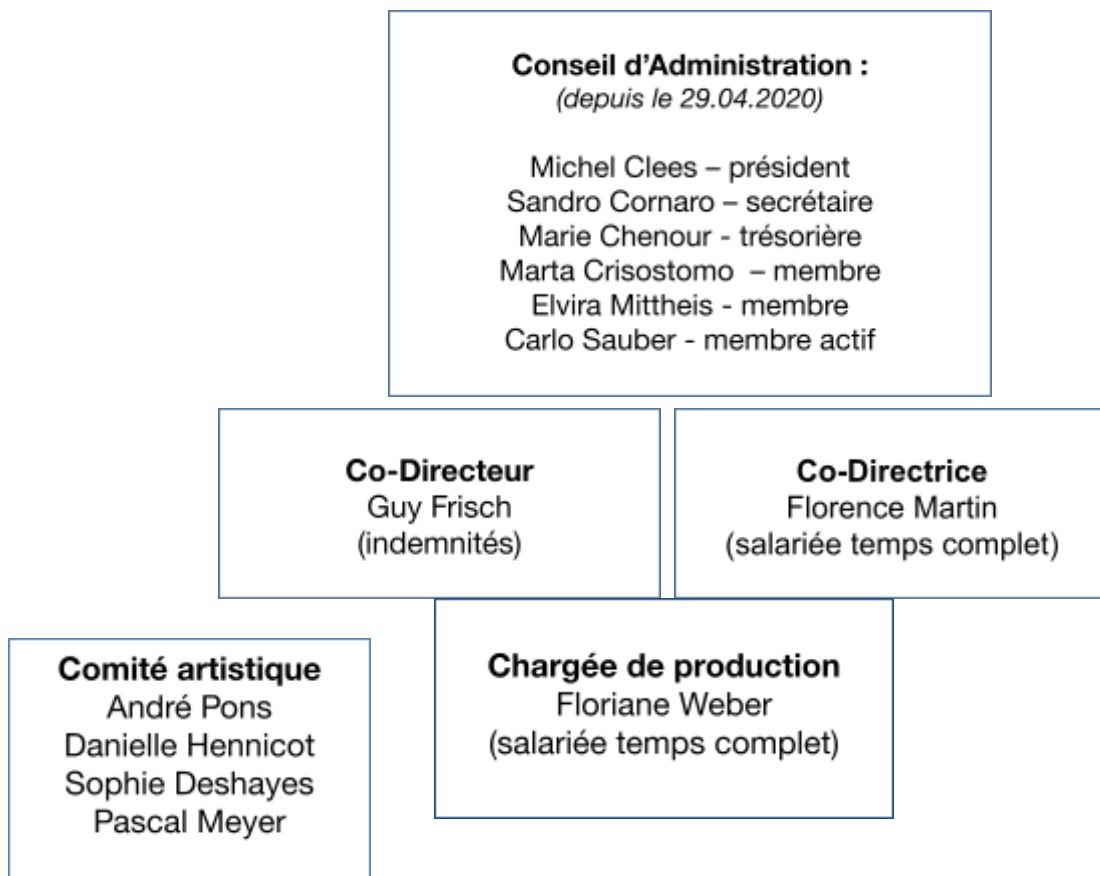 Conseil d'Administration :
(depuis le 29.04.2020)
Michel Clees – président
Sandro Cornaro – secrétaire
Marie Chenour - trésorière
Marta Crisostomo – membre
Elvira Mittheis - membre
Carlo Sauber - membre actif
Co-Directeur
Guy Frisch
(indemnités)
Co-Directrice
Florence Martin
(salariée temps complet)
Chargée de production
Floriane Weber
(salariée temps complet)
Comité artistique
André Pons
Danielle Hennicot
Sophie Deshayes
Pascal Meyer